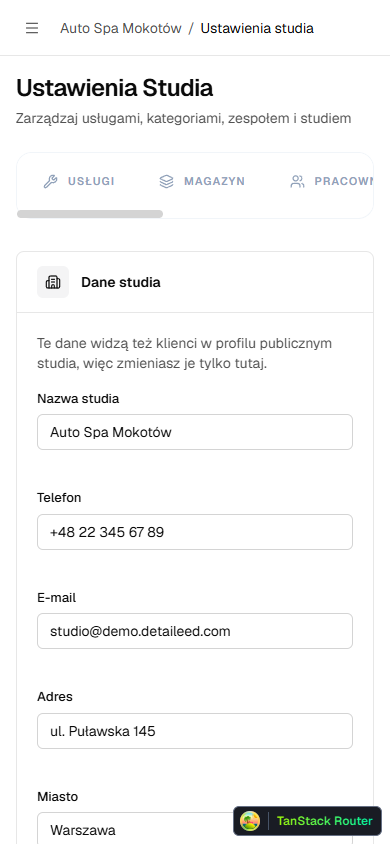 Auto Spa Mokotów / Ustawienia studia
Ustawienia Studia
Zarządzaj usługami, kategoriami, zespołem i studiem
USŁUGI MAGAZYN
Dane studia
Te dane widzą też klienci w profilu publicznym
studia, więc zmieniasz je tylko tutaj.
Nazwa studia
Auto Spa Mokotów
Telefon
+48 22 345 67 89
E-mail
studio@demo.detaileed.com
Adres
ul. Puławska 145
Miasto
Warszawa
TanStack Router